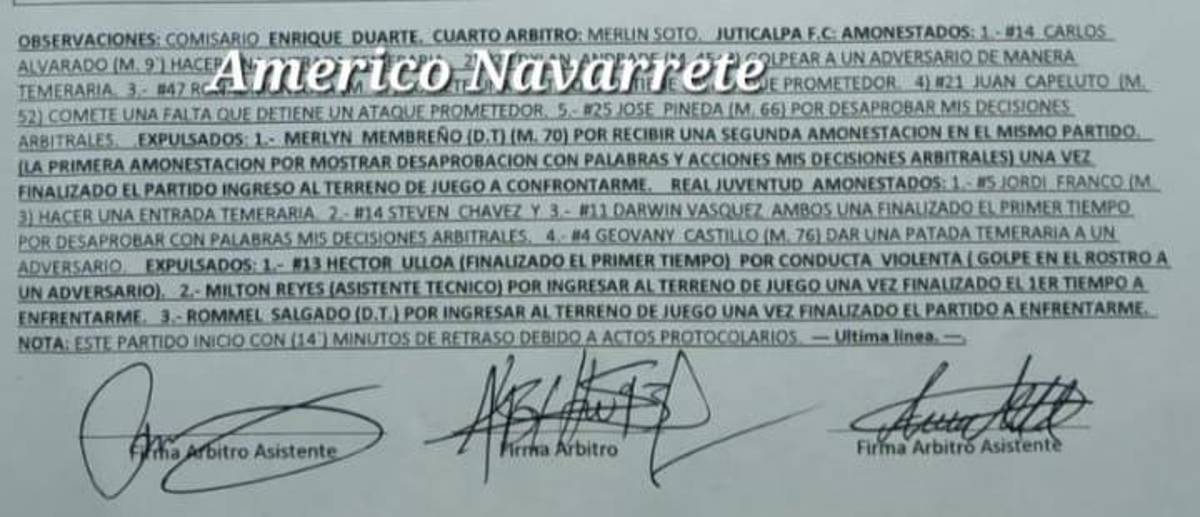 OBSERVACIONES: COMISARIO ENRIQUE DUARTE. CUARTO ARBITRO: MERLIN SOTO. JUTICALPA F.C: AMONESTADOS: 1.- #14 CARLOS
ALVARADO (M. 9´) HACER GOLPEAR A UN ADVERSARIO DE MANERA
Americo Navarrete
TEMERARIA. 3.- #47 PROMETEDOR. 4) #21 JUAN CAPELUTO (M.
52) COMETE UNA FALTA QUE DETIENE UN ATAQUE PROMETEDOR. 5.- #25 JOSE PINEDA (M. 66) POR DESAPROBAR MIS DECISIONES
ARBITRALES. EXPULSADOS: 1.- MERLYN MEMBREÑO (D.T) (M. 70) POR RECIBIR UNA SEGUNDA AMONESTACION EN EL MISMO PARTIDO.
(LA PRIMERA AMONESTACION POR MOSTRAR DESAPROBACION CON PALABRAS Y ACCIONES MIS DECISIONES ARBITRALES) UNA VEZ
FINALIZADO EL PARTIDO INGRESO AL TERRENO DE JUEGO A CONFRONTARME. REAL JUVENTUD AMONESTADOS: 1.- #5 JORDI FRANCO (M.
3) HACER UNA ENTRADA TEMERARIA. 2.- #14 STEVEN CHAVEZ Y 3.- #11 DARWIN VASQUEZ AMBOS UNA FINALIZADO EL PRIMER TIEMPO
POR DESAPROBAR CON PALABRAS MIS DECISIONES ARBITRALES. 4.- #4 GEOVANY CASTILLO (M. 76) DAR UNA PATADA TEMERARIA A UN
ADVERSARIO. EXPULSADOS: 1.- #13 HECTOR ULLOA (FINALIZADO EL PRIMER TIEMPO) POR CONDUCTA VIOLENTA ( GOLPE EN EL ROSTRO A
UN ADVERSARIO). 2.- MILTON REYES (ASISTENTE TECNICO) POR INGRESAR AL TERRENO DE JUEGO UNA VEZ FINALIZADO EL 1ER TIEMPO A
ENFRENTARME. 3.- ROMMEL SALGADO (D.T.) POR INGRESAR AL TERRENO DE JUEGO UNA VEZ FINALIZADO EL PARTIDO A ENFRENTARME.
NOTA: ESTE PARTIDO INICIO CON (14´) MINUTOS DE RETRASO DEBIDO A ACTOS PROTOCOLARIOS. — Ultima linea. —.
Firma Arbitro Asistente
Firma Arbitro
Firma Arbitro Asistente